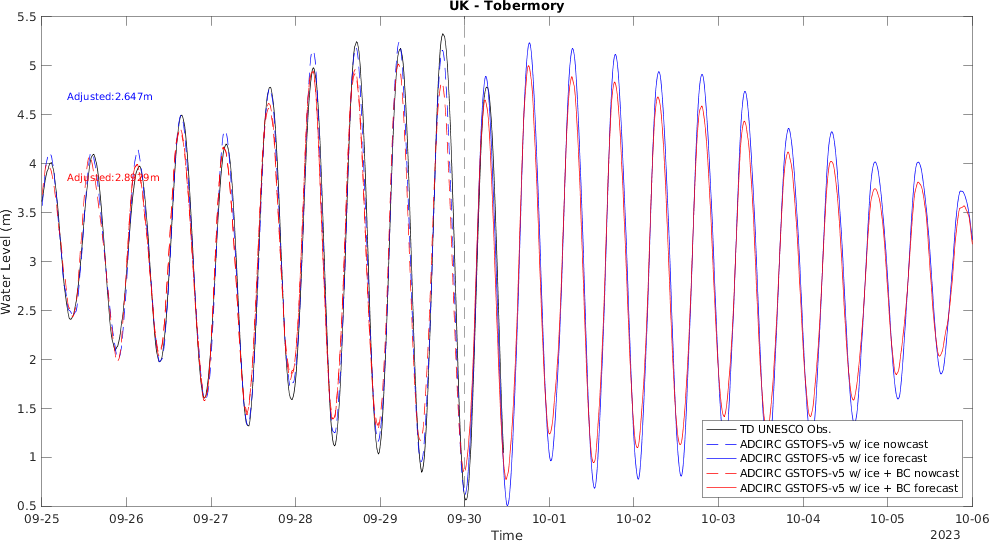 UK - Tobermory
5.5
5
4.5
4
3.5
3
2.5
2
1.5
1
0.5
Water Level (m)
Adjusted:2.647m
Adjusted:2.8929m
TD UNESCO Obs.
ADCIRC GSTOFS-v5 w/ ice nowcast
ADCIRC GSTOFS-v5 w/ ice forecast
ADCIRC GSTOFS-v5 w/ ice + BC nowcast
ADCIRC GSTOFS-v5 w/ ice + BC forecast
09-25 09-26 09-27 09-28 09-29 09-30 10-01 10-02 10-03 10-04 10-05 10-06
Time
2023